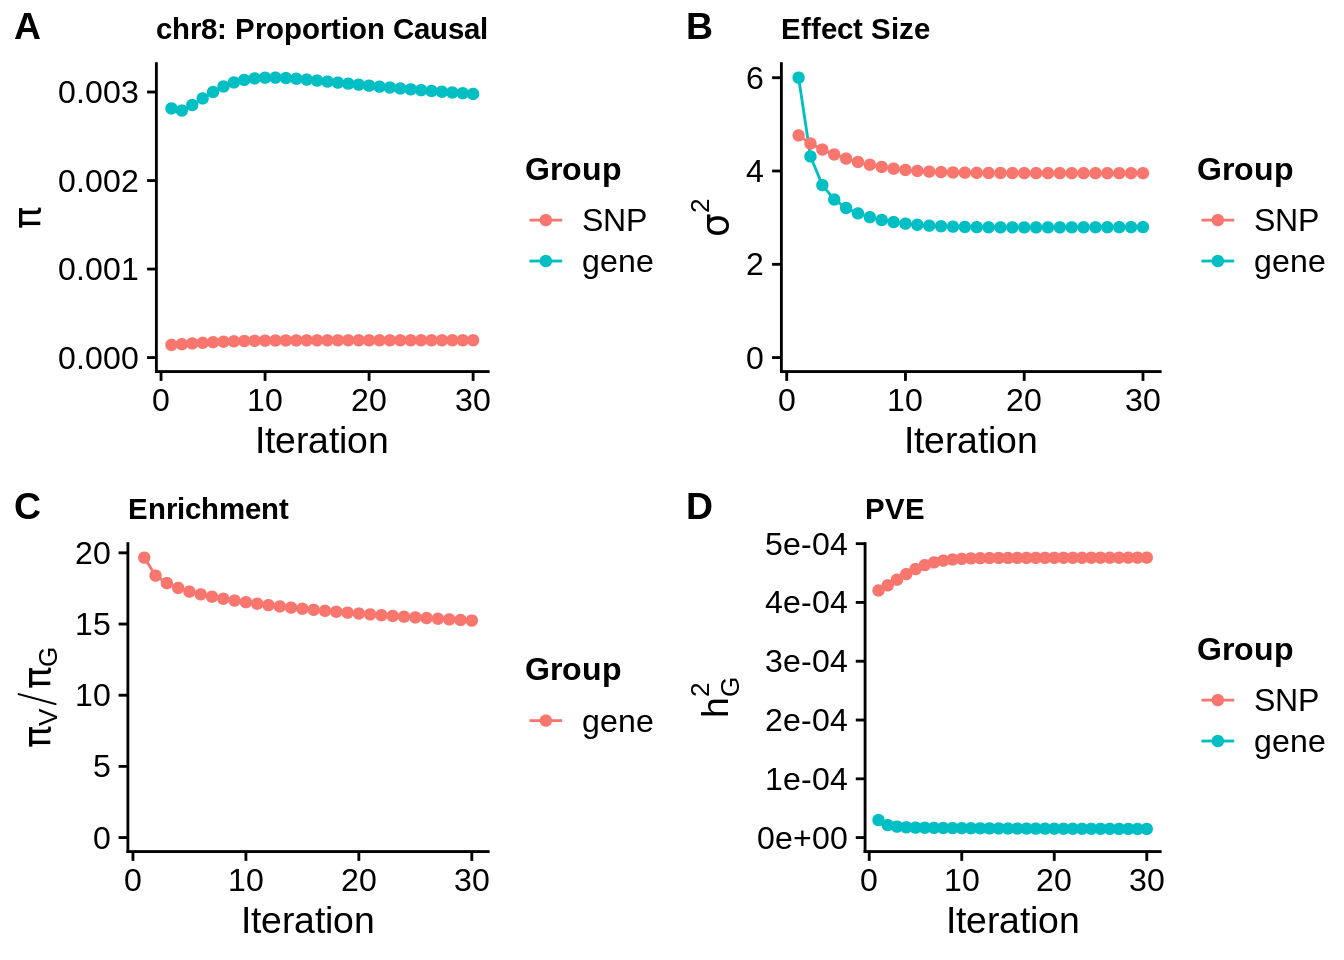 A
chr8: Proportion Causal
0.003
0.002
0.001
0.000
π
0 10 20 30
Iteration
Group
SNP
gene
B
Effect Size
6
4
2
0
σ²
0 10 20 30
Iteration
Group
SNP
gene
C
Enrichment
20
15
10
5
0
π_V/π_G
0 10 20 30
Iteration
Group
gene
D
PVE
5e-04
4e-04
3e-04
2e-04
1e-04
0e+00
h²_G
0 10 20 30
Iteration
Group
SNP
gene